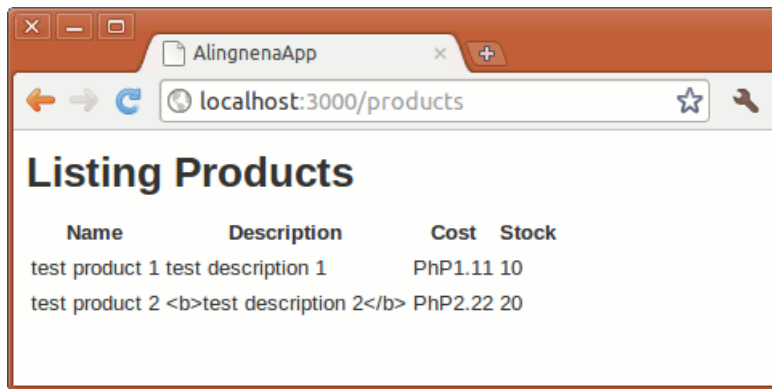 AlingnenaApp
localhost:3000/products
Listing Products
Name Description Cost Stock
test product 1 test description 1 PhP1.11 10
test product 2 <b>test description 2</b> PhP2.22 20